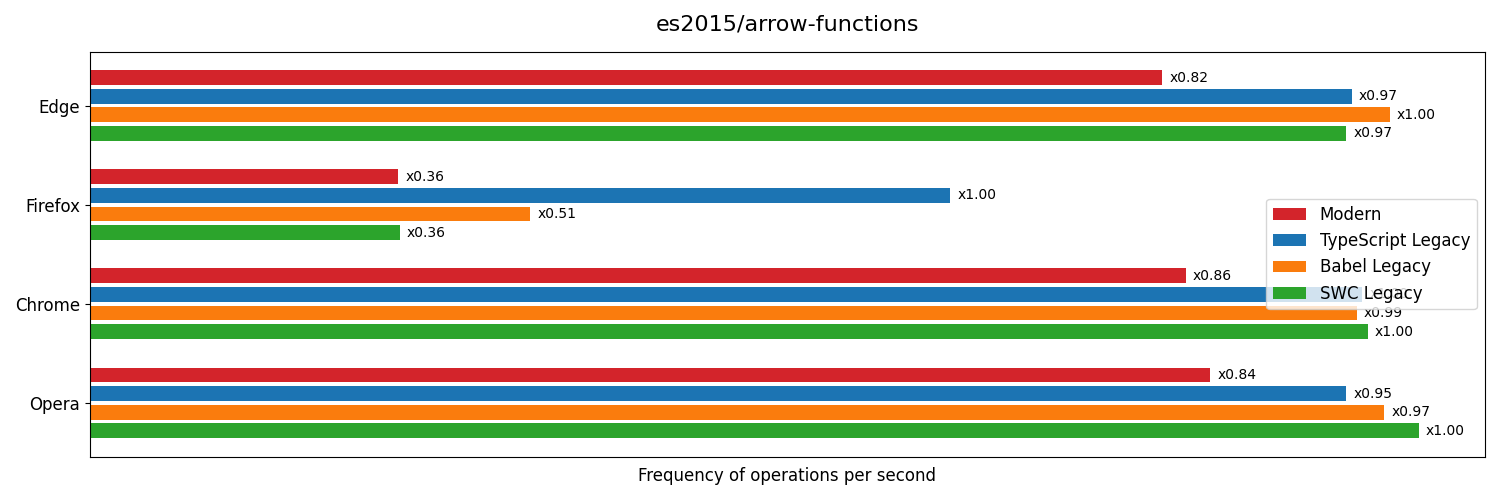 es2015/arrow-functions
x0.82
Edge
x0.97
x1.00
x0.97
x0.36
Firefox
x1.00
x0.51
x0.36
Modern
TypeScript Legacy
Babel Legacy
SWC Legacy
x0.86
Chrome
x0.99
x1.00
x0.84
Opera
x0.95
x0.97
x1.00
Frequency of operations per second